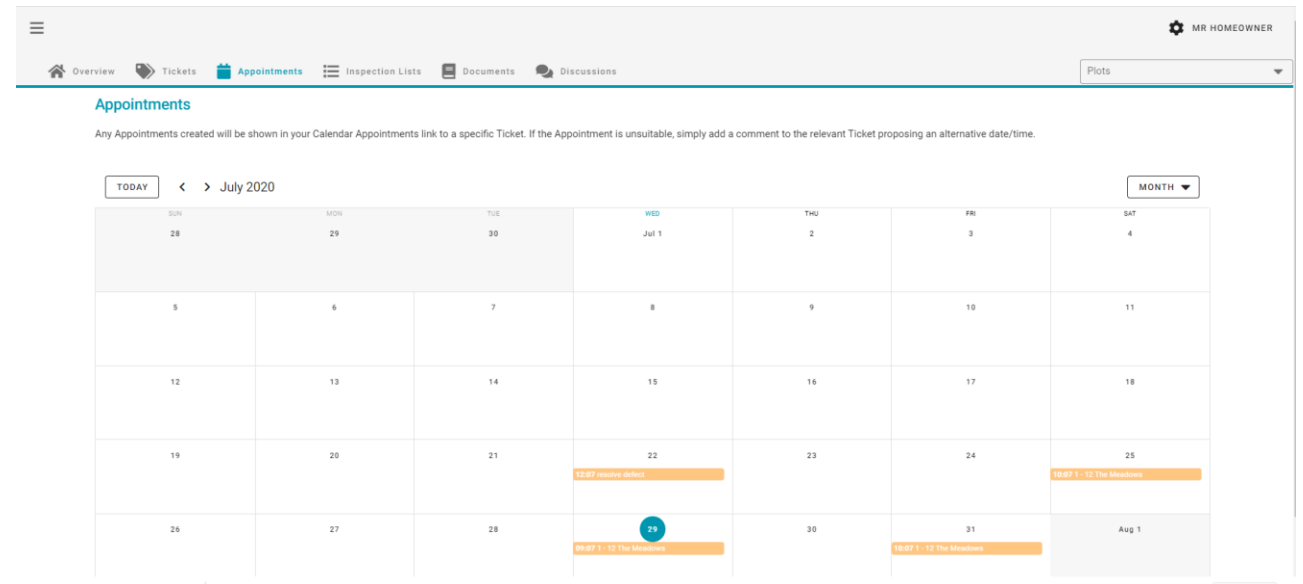 MR HOMEOWNER
Overview Tickets Appointments Inspection Lists Documents Discussions Plots
Appointments
Any Appointments created will be shown in your Calendar Appointments link to a specific Ticket. If the Appointment is unsuitable, simply add a comment to the relevant Ticket proposing an alternative date/time.
TODAY July 2020 MONTH
SUN MON TUE WED THU FRI SAT
28 29 30 Jul 1 2 3 4
5 6 7 8 9 10 11
12 13 14 15 16 17 18
19 20 21 22 23 24 25
12:07 resolve defect 10:07 1 - 12 The Meadows
26 27 28 29 30 31 Aug 1
09:07 1 - 12 The Meadows 10:07 1 - 12 The Meadows